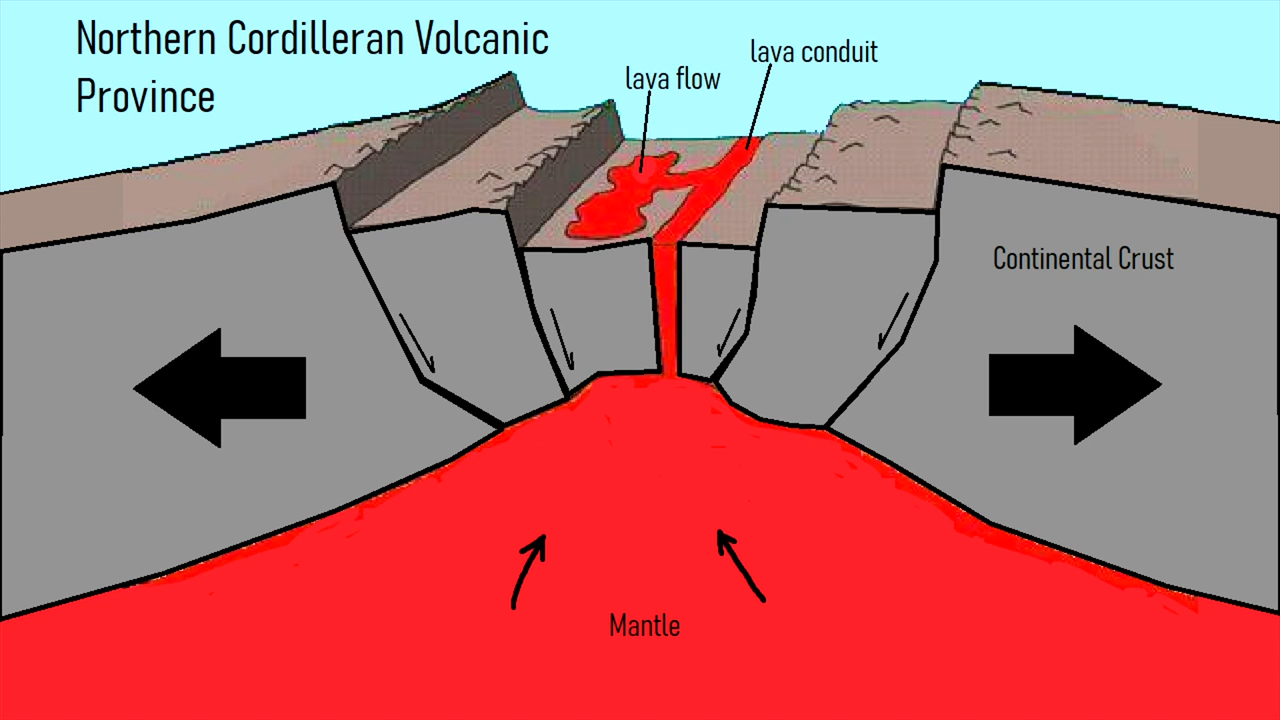 Northern Cordilleran Volcanic
Province
lava flow
lava conduit
Continental Crust
Mantle